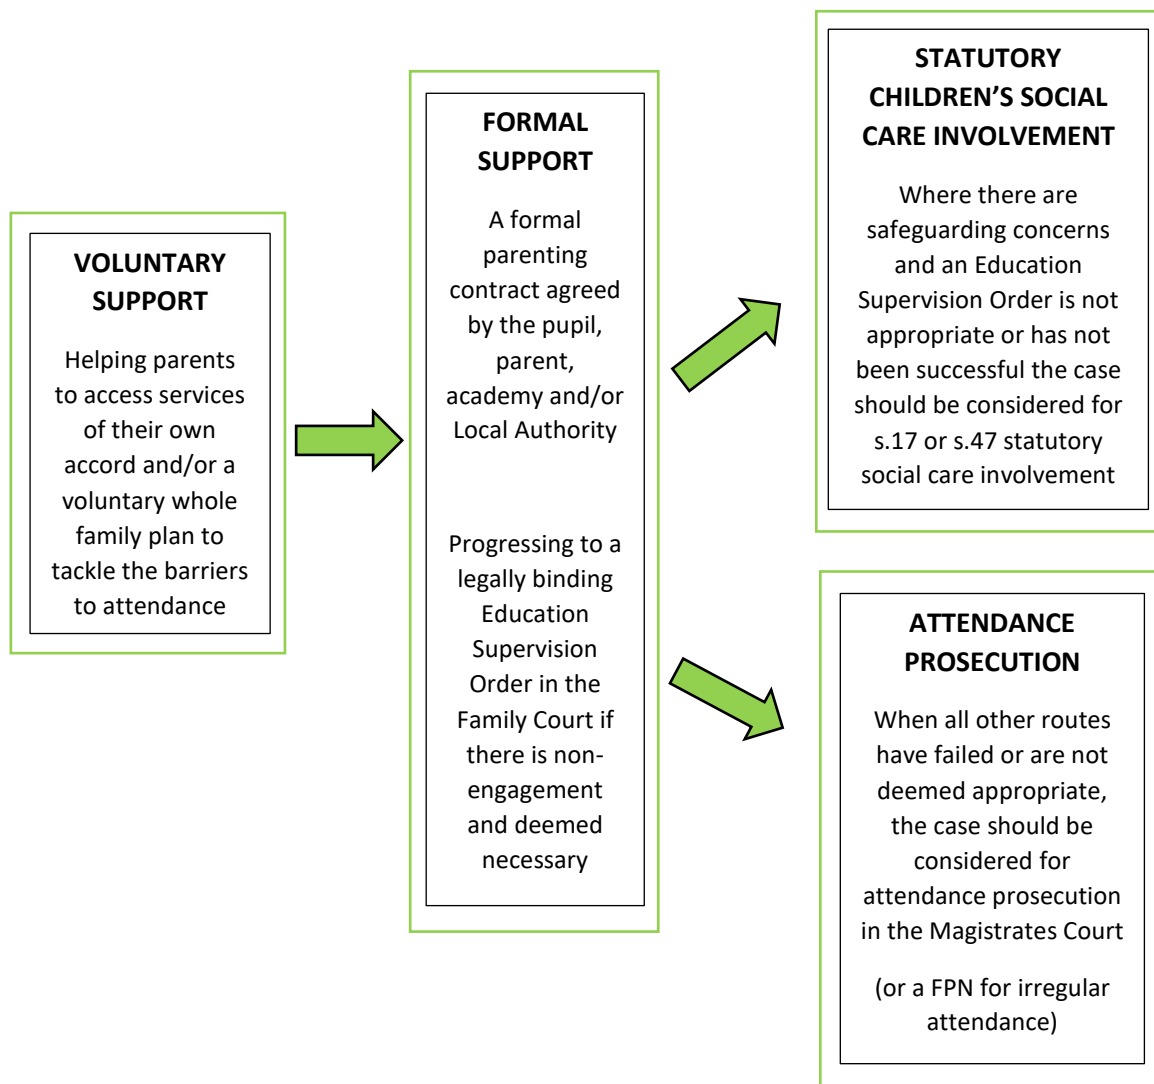 VOLUNTARY
SUPPORT
Helping parents
to access services
of their own
accord and/or a
voluntary whole
family plan to
tackle the barriers
to attendance
FORMAL
SUPPORT
A formal
parenting
contract agreed
by the pupil,
parent,
academy and/or
Local Authority
Progressing to a
legally binding
Education
Supervision
Order in the
Family Court if
there is non-
engagement
and deemed
necessary
STATUTORY
CHILDREN’S SOCIAL
CARE INVOLVEMENT
Where there are
safeguarding concerns
and an Education
Supervision Order is not
appropriate or has not
been successful the case
should be considered for
s.17 or s.47 statutory
social care involvement
ATTENDANCE
PROSECUTION
When all other routes
have failed or are not
deemed appropriate,
the case should be
considered for
attendance prosecution
in the Magistrates Court
(or a FPN for irregular
attendance)